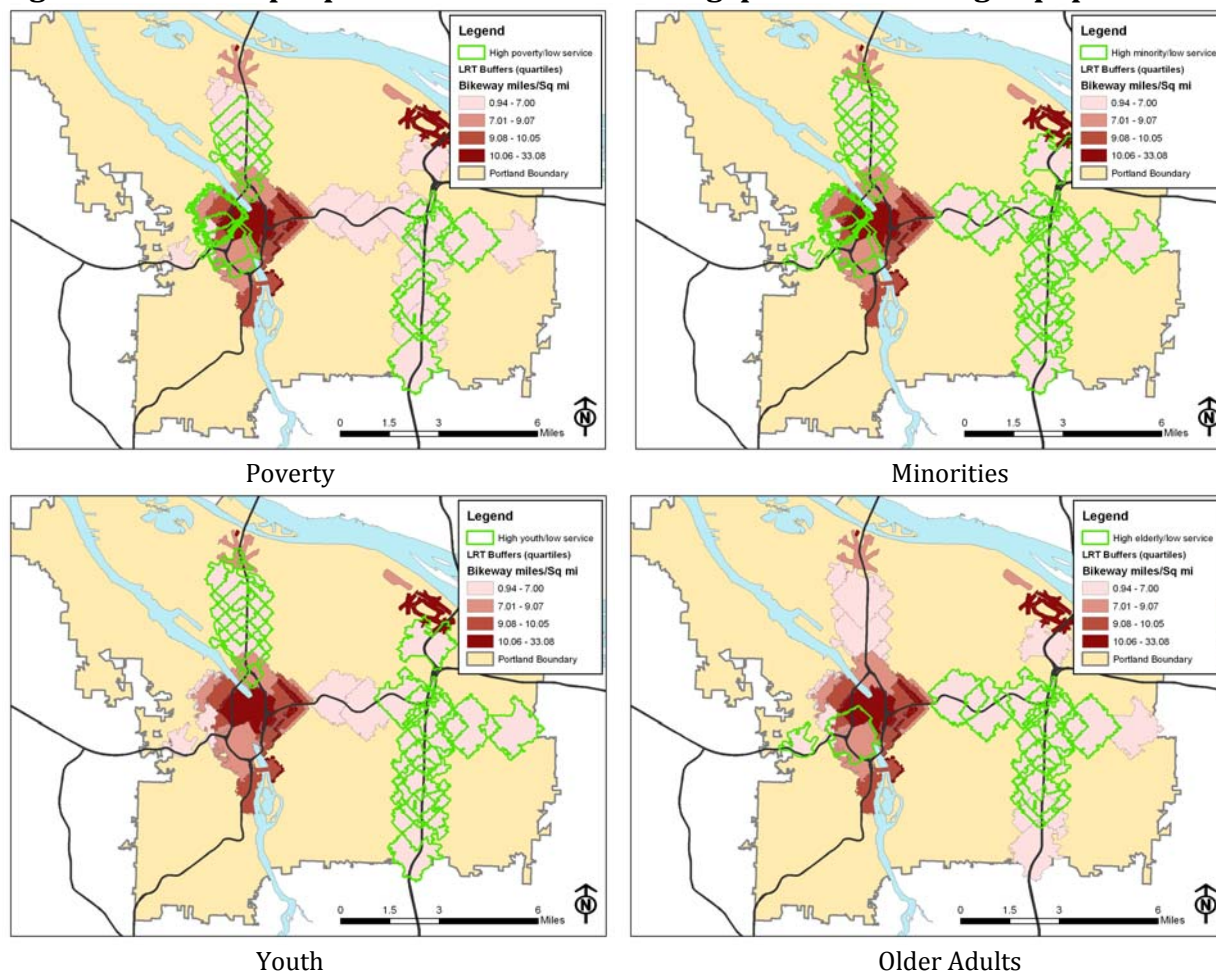 Legend
High poverty/low service
LRT Buffers (quartiles)
Bikeway miles/Sq mi
0.94 - 7.00
7.01 - 9.07
9.08 - 10.05
10.06 - 33.08
Portland Boundary
0 1.5 3 6
Miles
N
Poverty
Legend
High minority/low service
LRT Buffers (quartiles)
Bikeway miles/Sq mi
0.94 - 7.00
7.01 - 9.07
9.08 - 10.05
10.06 - 33.08
Portland Boundary
0 1.5 3 6
Miles
N
Minorities
Legend
High youth/low service
LRT Buffers (quartiles)
Bikeway miles/Sq mi
0.94 - 7.00
7.01 - 9.07
9.08 - 10.05
10.06 - 33.08
Portland Boundary
0 1.5 3 6
Miles
N
Youth
Legend
High elderly/low service
LRT Buffers (quartiles)
Bikeway miles/Sq mi
0.94 - 7.00
7.01 - 9.07
9.08 - 10.05
10.06 - 33.08
Portland Boundary
0 1.5 3 6
Miles
N
Older Adults